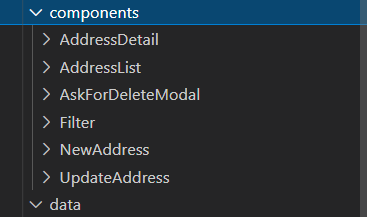 components
AddressDetail
AddressList
AskForDeleteModal
Filter
NewAddress
UpdateAddress
data